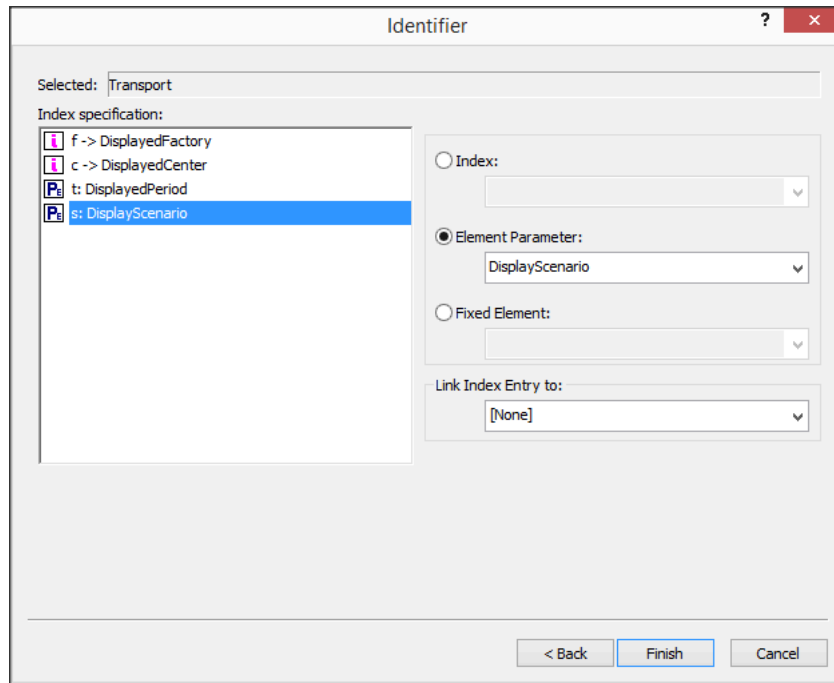 Identifier
?
Selected: Transport
Index specification:
f -> DisplayedFactory
c -> DisplayedCenter
t: DisplayedPeriod
s: DisplayScenario
Index:
Element Parameter:
DisplayScenario
Fixed Element:
Link Index Entry to:
[None]
< Back
Finish
Cancel